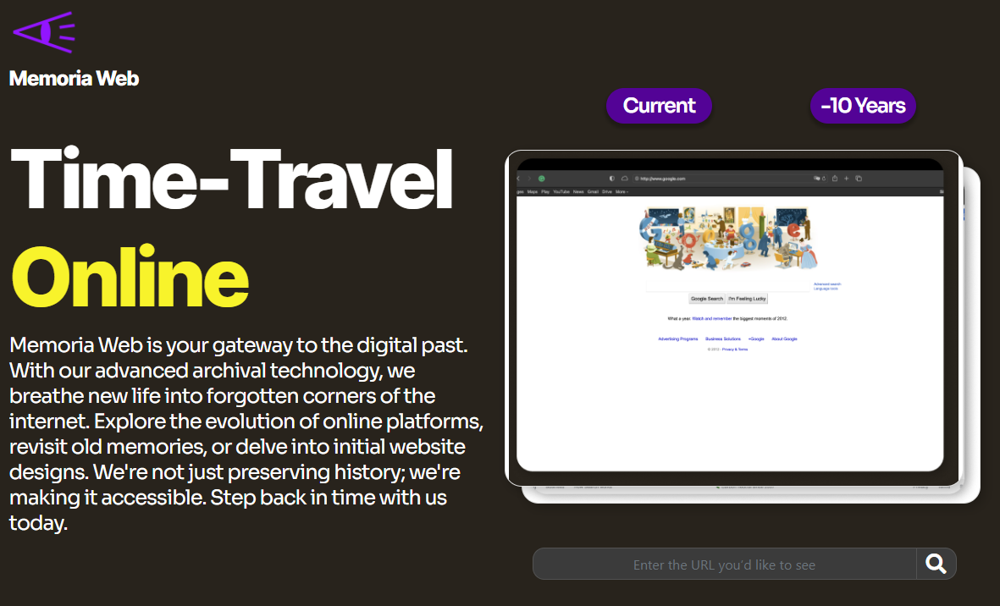 Memoria Web
Time-Travel
Online
Memoria Web is your gateway to the digital past.
With our advanced archival technology, we
breathe new life into forgotten corners of the
internet. Explore the evolution of online platforms,
revisit old memories, or delve into initial website
designs. We're not just preserving history; we're
making it accessible. Step back in time with us
today.
Current
-10 Years
http://www.google.com
Maps Play YouTube News Gmail Drive More
Google
Advanced search
Language tools
Google Search I'm Feeling Lucky
What a year. Watch and remember the biggest moments of 2012.
Advertising Programs Business Solutions +Google About Google
© 2012 - Privacy & Terms
Enter the URL you'd like to see